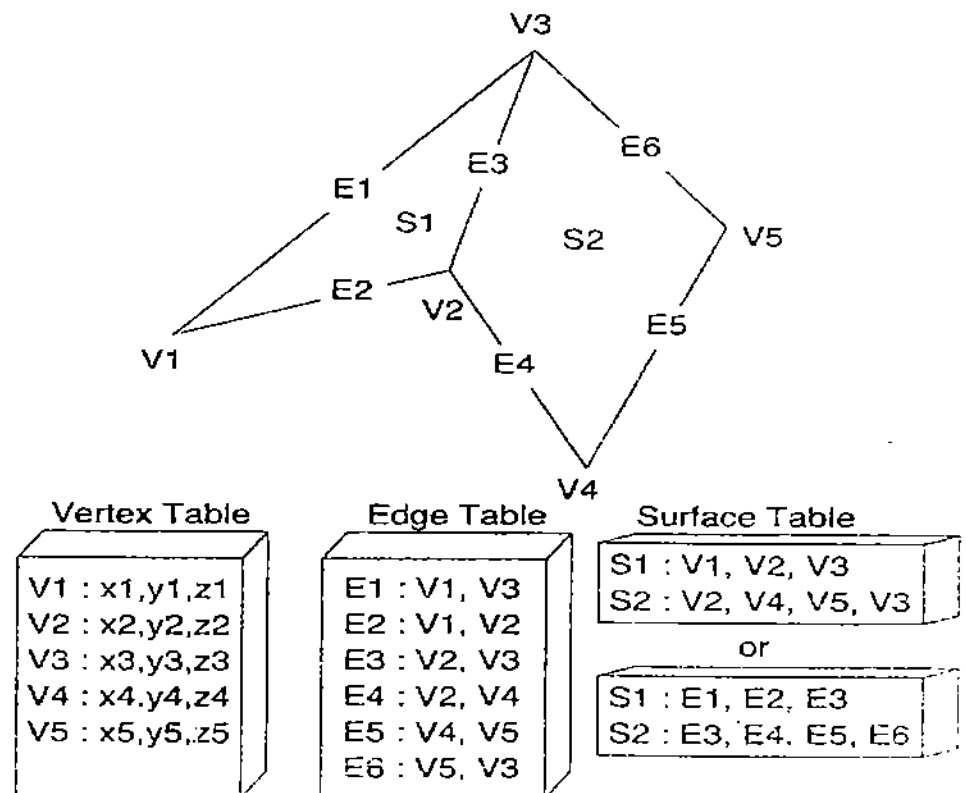 V3
E6
E3
E1
S1
S2
V5
E2
V2
E5
V1
E4
V4
Vertex Table
V1 : x1,y1,z1
V2 : x2,y2,z2
V3 : x3,y3,z3
V4 : x4,y4,z4
V5 : x5,y5,z5
Edge Table
E1 : V1, V3
E2 : V1, V2
E3 : V2, V3
E4 : V2, V4
E5 : V4, V5
E6 : V5, V3
Surface Table
S1 : V1, V2, V3
S2 : V2, V4, V5, V3
or
S1 : E1, E2, E3
S2 : E3, E4, E5, E6